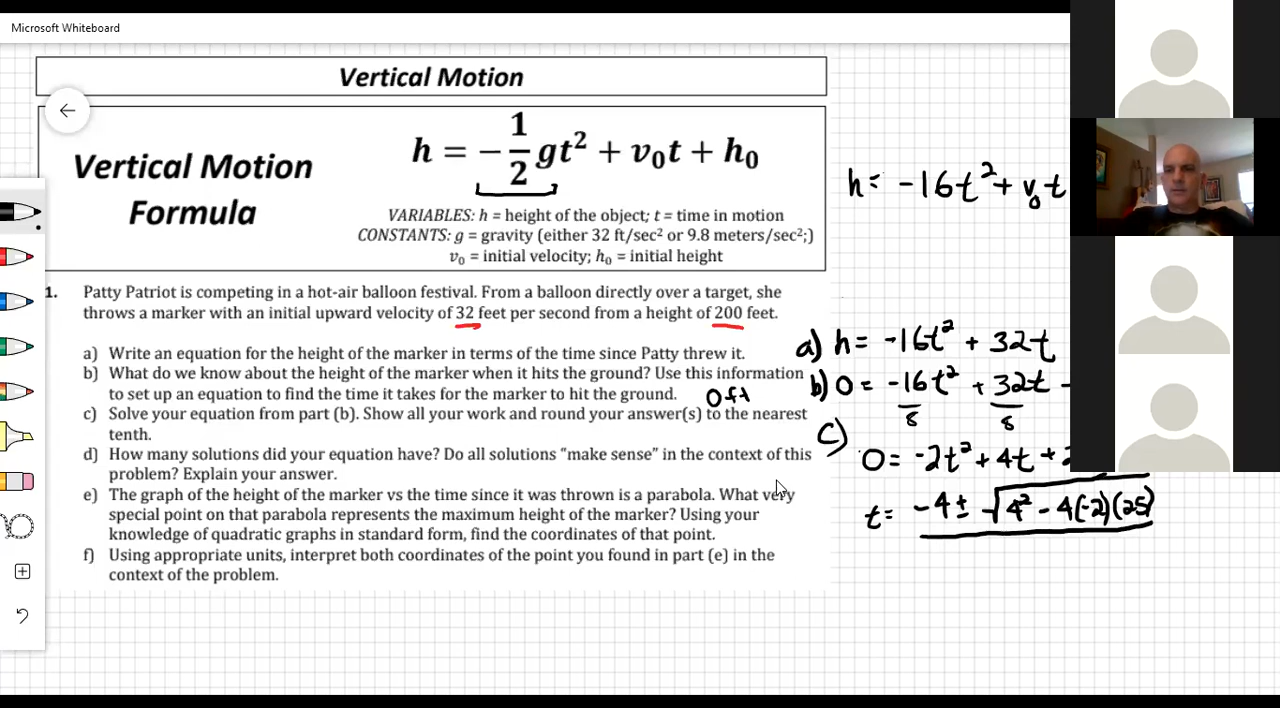 Microsoft Whiteboard
Vertical Motion
Vertical Motion Formula
h = −1/2 gt² + v₀t + h₀
VARIABLES: h = height of the object; t = time in motion
CONSTANTS: g = gravity (either 32 ft/sec² or 9.8 meters/sec²;)
v₀ = initial velocity; h₀ = initial height
h = -16t² + v₀t
1. Patty Patriot is competing in a hot-air balloon festival. From a balloon directly over a target, she
throws a marker with an initial upward velocity of 32 feet per second from a height of 200 feet.
a) Write an equation for the height of the marker in terms of the time since Patty threw it.
b) What do we know about the height of the marker when it hits the ground? Use this information
to set up an equation to find the time it takes for the marker to hit the ground.
0 ft
c) Solve your equation from part (b). Show all your work and round your answer(s) to the nearest
tenth.
d) How many solutions did your equation have? Do all solutions "make sense" in the context of this
problem? Explain your answer.
e) The graph of the height of the marker vs the time since it was thrown is a parabola. What very
special point on that parabola represents the maximum height of the marker? Using your
knowledge of quadratic graphs in standard form, find the coordinates of that point.
f) Using appropriate units, interpret both coordinates of the point you found in part (e) in the
context of the problem.
a) h = -16t² + 32t
b) 0 = -16t² + 32t
8 8
c)
0 = -2t² + 4t +
t = -4 ± √4² - 4(-2)(25)